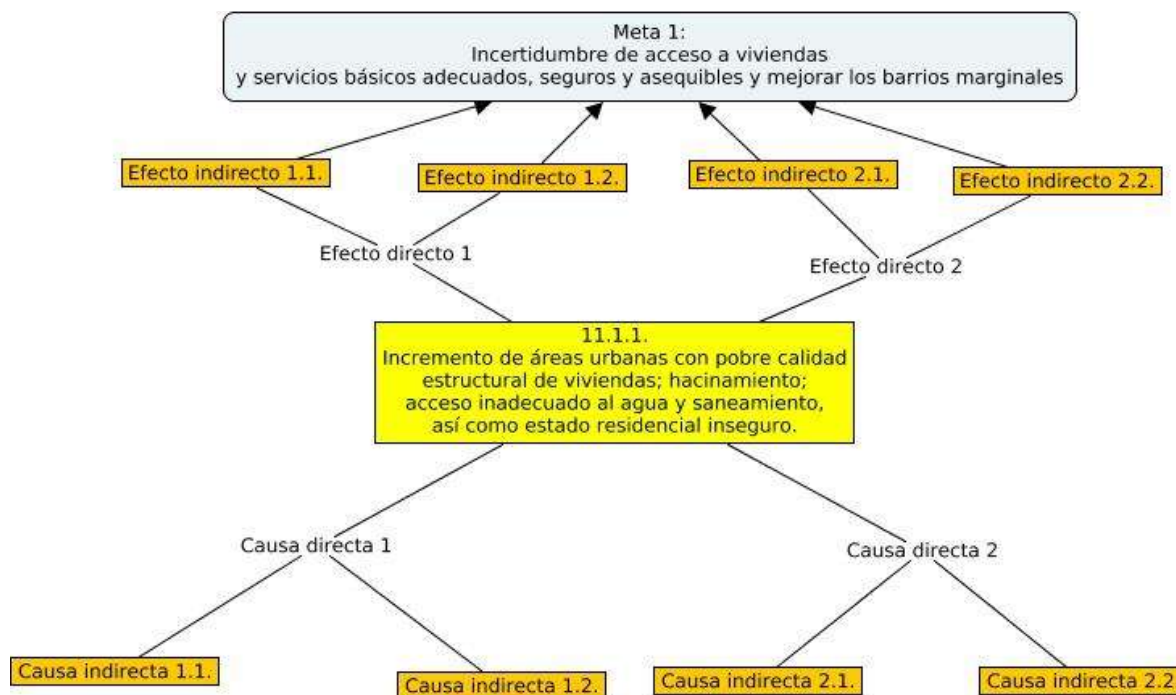 Meta 1:
Incertidumbre de acceso a viviendas
y servicios básicos adecuados, seguros y asequibles y mejorar los barrios marginales
Efecto indirecto 1.1.
Efecto indirecto 1.2.
Efecto indirecto 2.1.
Efecto indirecto 2.2.
Efecto directo 1
Efecto directo 2
11.1.1.
Incremento de áreas urbanas con pobre calidad
estructural de viviendas; hacinamiento;
acceso inadecuado al agua y saneamiento,
así como estado residencial inseguro.
Causa directa 1
Causa directa 2
Causa indirecta 1.1.
Causa indirecta 1.2.
Causa indirecta 2.1.
Causa indirecta 2.2